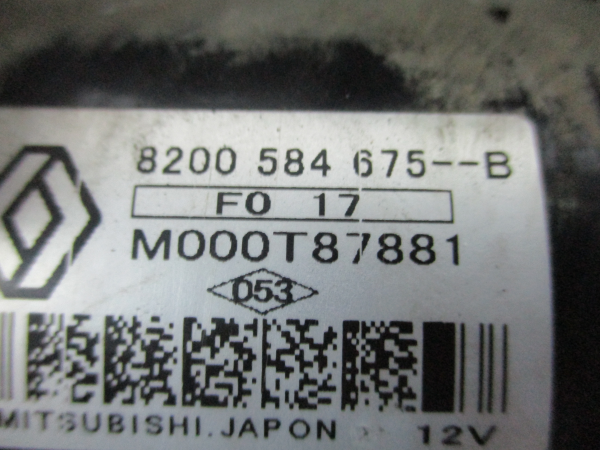 8200 584 675--B
F0 17
M000T87881
053
MITSUBISHI.JAPON 12V